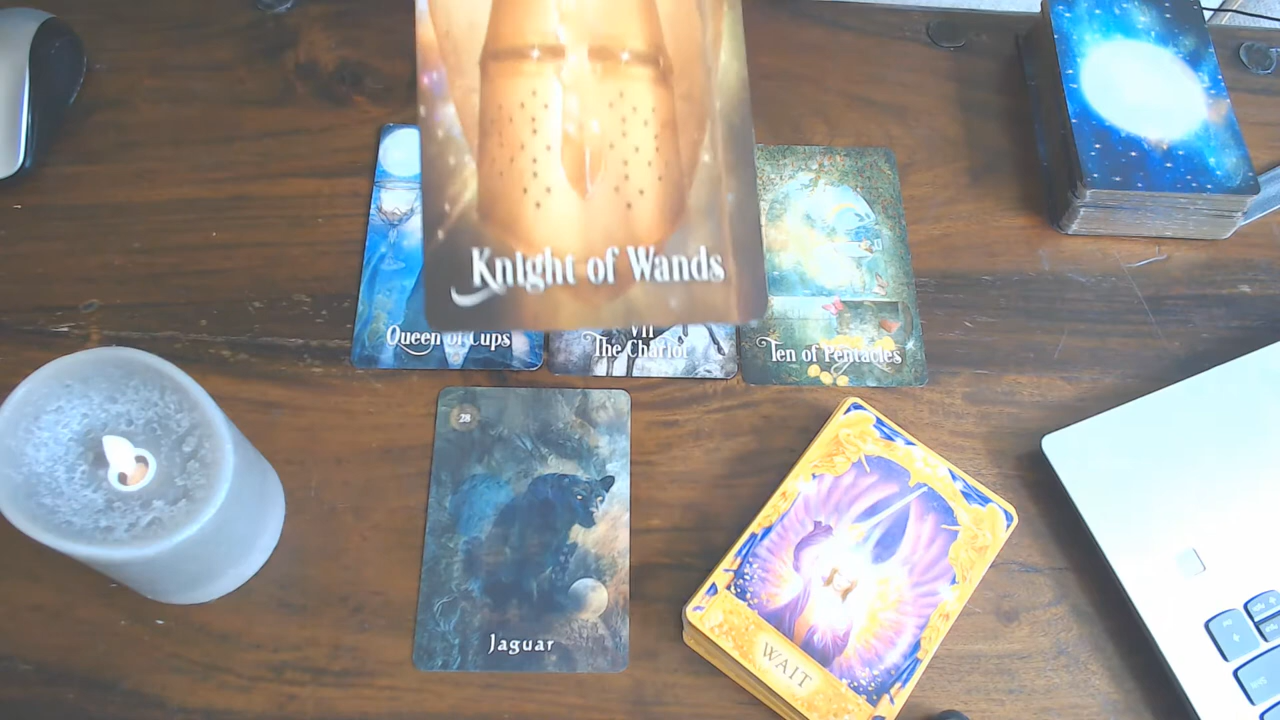 Knight of Wands
Queen of Cups
VII
The Chariot
Ten of Pentacles
28
Jaguar
WAIT